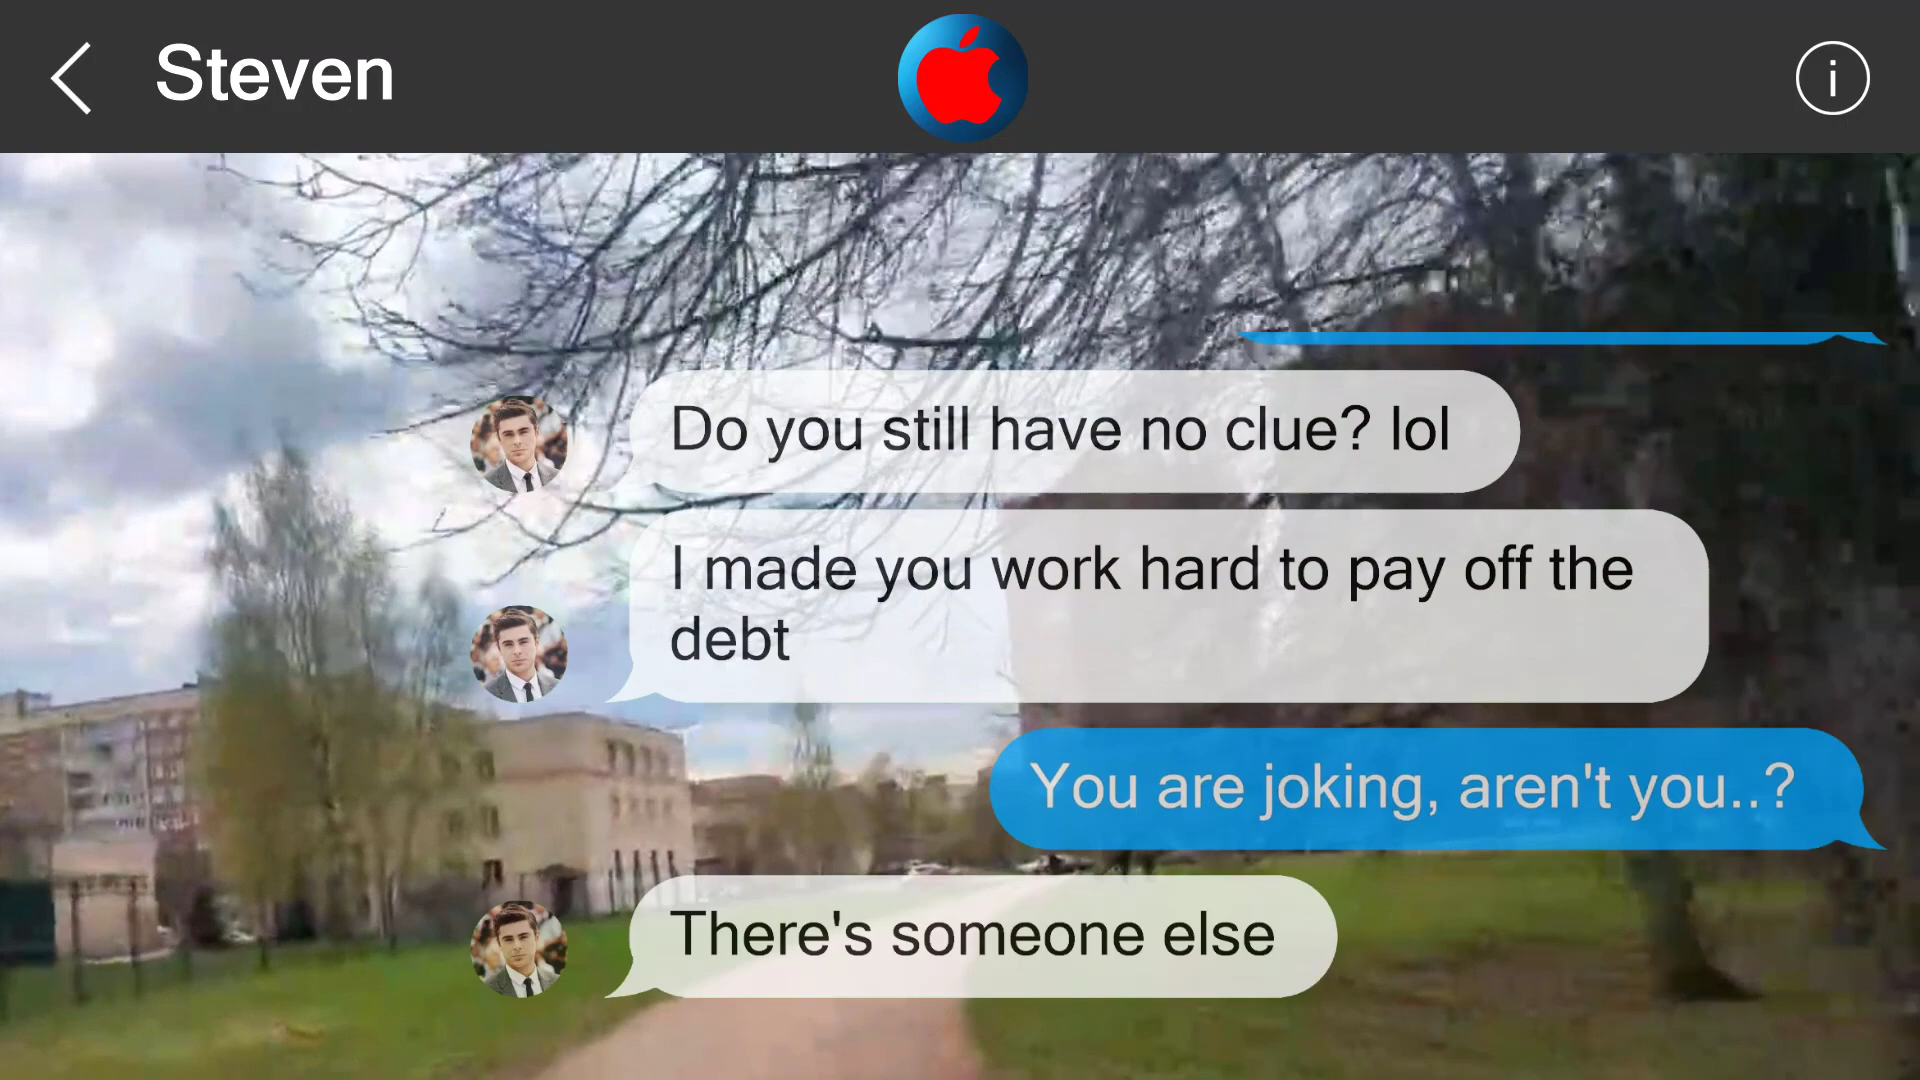 Steven
i
Do you still have no clue? lol
I made you work hard to pay off the
debt
You are joking, aren't you..?
There's someone else